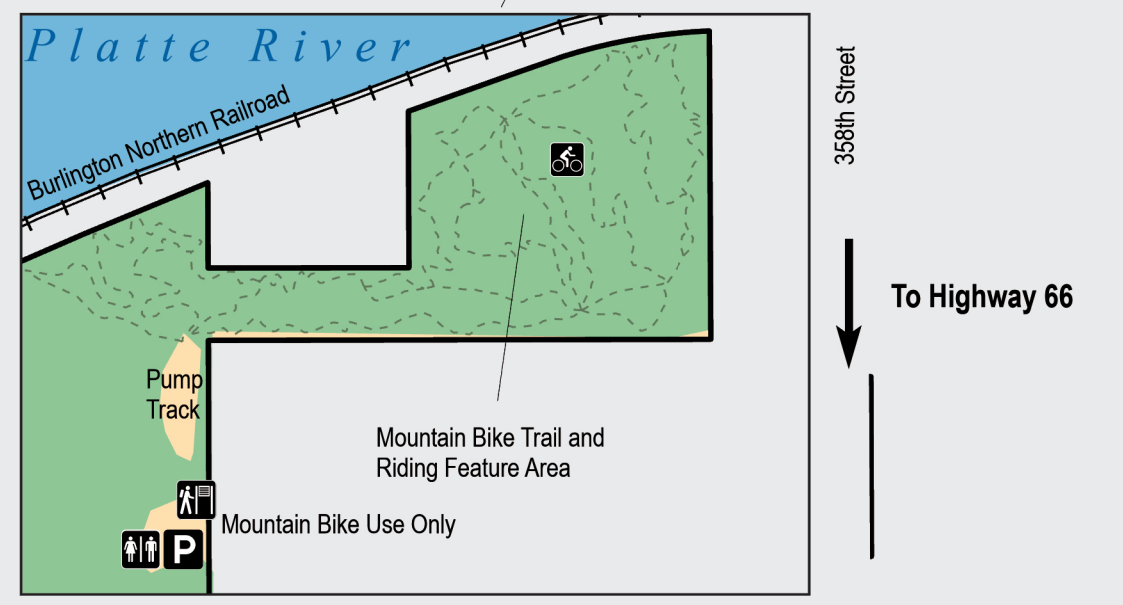 Platte River
Burlington Northern Railroad
358th Street
To Highway 66
Pump
Track
Mountain Bike Trail and
Riding Feature Area
Mountain Bike Use Only
P